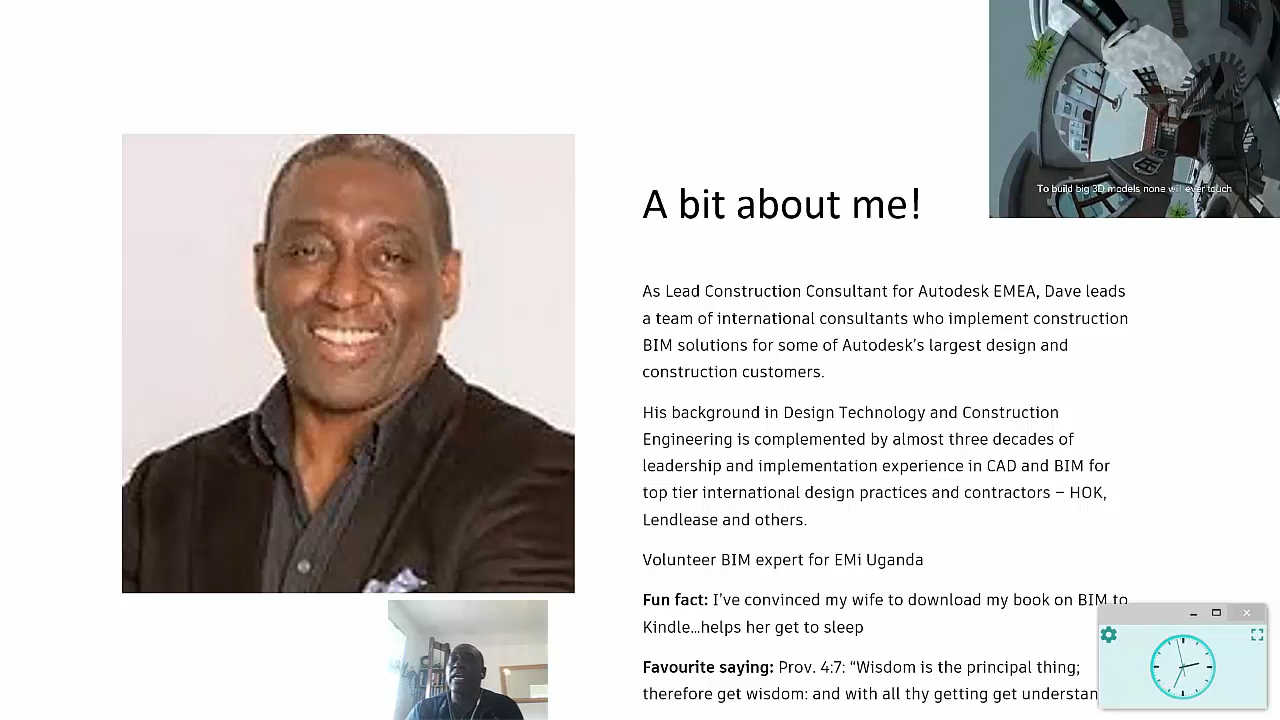 To build big 3D models none will ever touch
A bit about me!
As Lead Construction Consultant for Autodesk EMEA, Dave leads
a team of international consultants who implement construction
BIM solutions for some of Autodesk's largest design and
construction customers.
His background in Design Technology and Construction
Engineering is complemented by almost three decades of
leadership and implementation experience in CAD and BIM for
top tier international design practices and contractors – HOK,
Lendlease and others.
Volunteer BIM expert for EMi Uganda
Fun fact: I've convinced my wife to download my book on BIM to
Kindle...helps her get to sleep
Favourite saying: Prov. 4:7: "Wisdom is the principal thing;
therefore get wisdom: and with all thy getting get understan